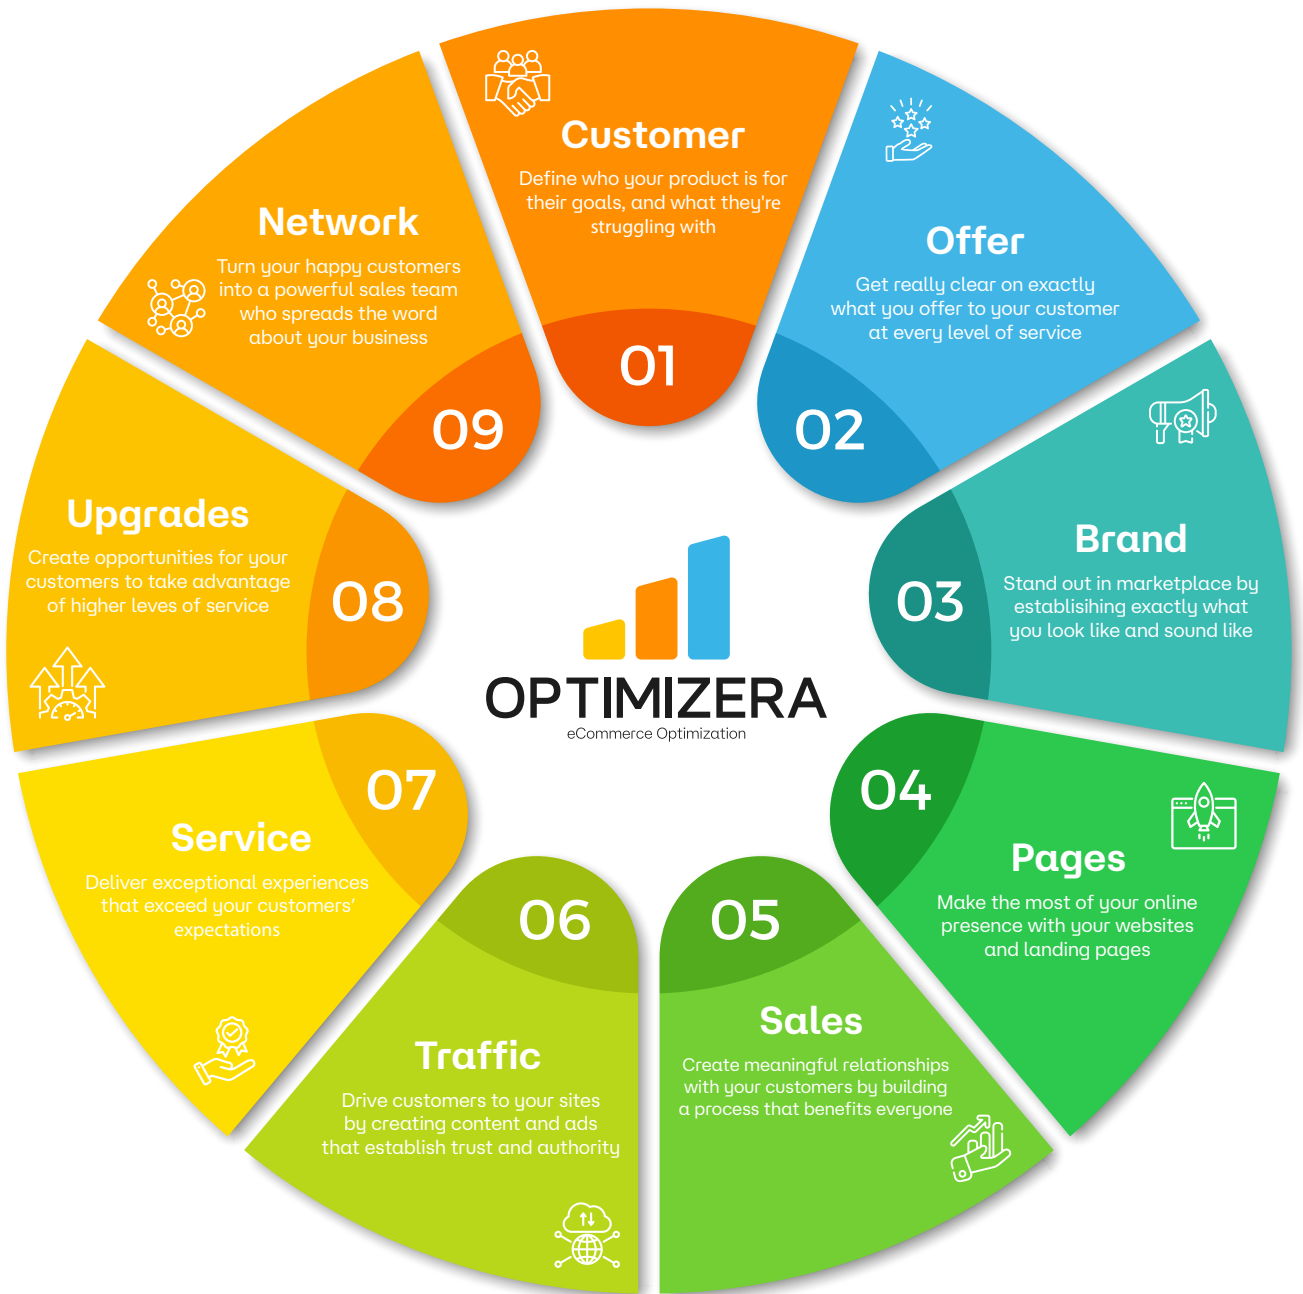 Customer
Define who your product is for
their goals, and what they're
struggling with
01
Offer
Get really clear on exactly
what you offer to your customer
at every level of service
02
Brand
Stand out in marketplace by
establisihing exactly what
you look like and sound like
03
Pages
Make the most of your online
presence with your websites
and landing pages
04
Sales
Create meaningful relationships
with your customers by building
a process that benefits everyone
05
Traffic
Drive customers to your sites
by creating content and ads
that establish trust and authority
06
Service
Deliver exceptional experiences
that exceed your customers’
expectations
07
Upgrades
Create opportunities for your
customers to take advantage
of higher leves of service
08
Network
Turn your happy customers
into a powerful sales team
who spreads the word
about your business
09
OPTIMIZERA
eCommerce Optimization